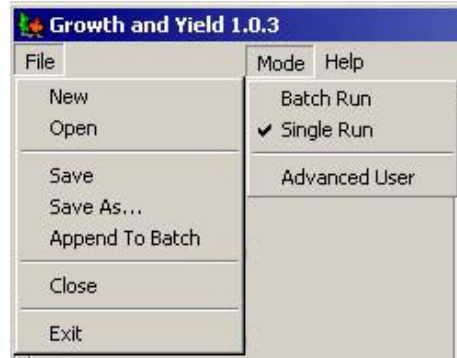 Growth and Yield 1.0.3
File Mode Help
New
Open
Save
Save As...
Append To Batch
Close
Exit
Batch Run
Single Run
Advanced User